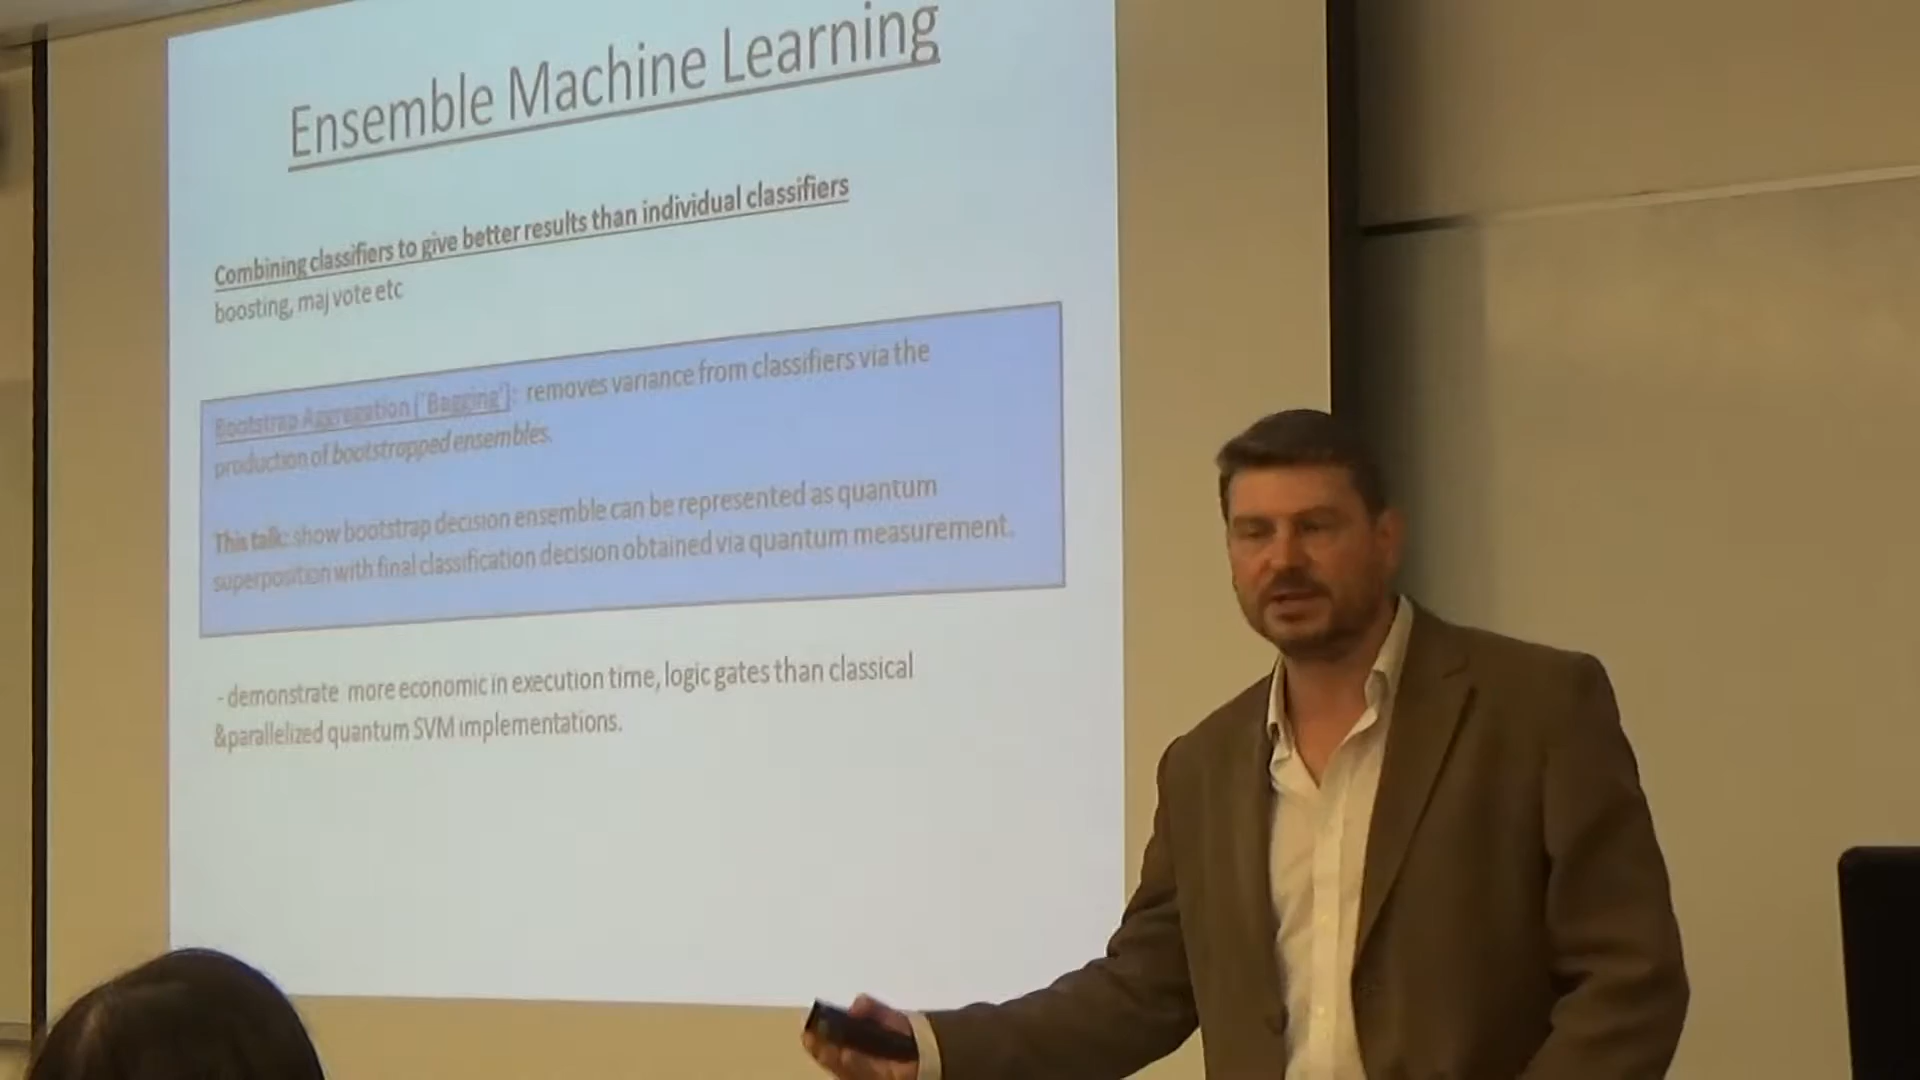 Ensemble Machine Learning
Combining classifiers to give better results than individual classifiers
boosting, maj vote etc
Bootstrap Aggregation ['Bagging']: removes variance from classifiers via the
production of bootstropped ensembles.
This talk: show bootstrap decision ensemble can be represented as quantum
superposition with final classification decision obtained via quantum measurement.
- demonstrate more economic in execution time, logic gates than classical
&parallelized quantum SVM implementations.